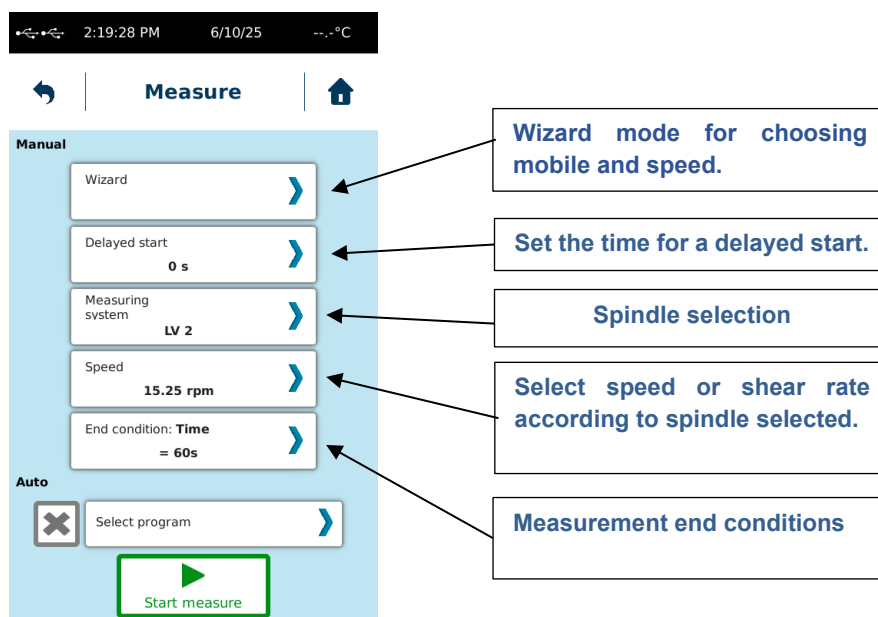 2:19:28 PM 6/10/25 --.-°C
Measure
Manual
Wizard
Delayed start
0 s
Measuring
system
LV 2
Speed
15.25 rpm
End condition: Time
= 60s
Auto
Select program
Start measure
Wizard mode for choosing
mobile and speed.
Set the time for a delayed start.
Spindle selection
Select speed or shear rate
according to spindle selected.
Measurement end conditions